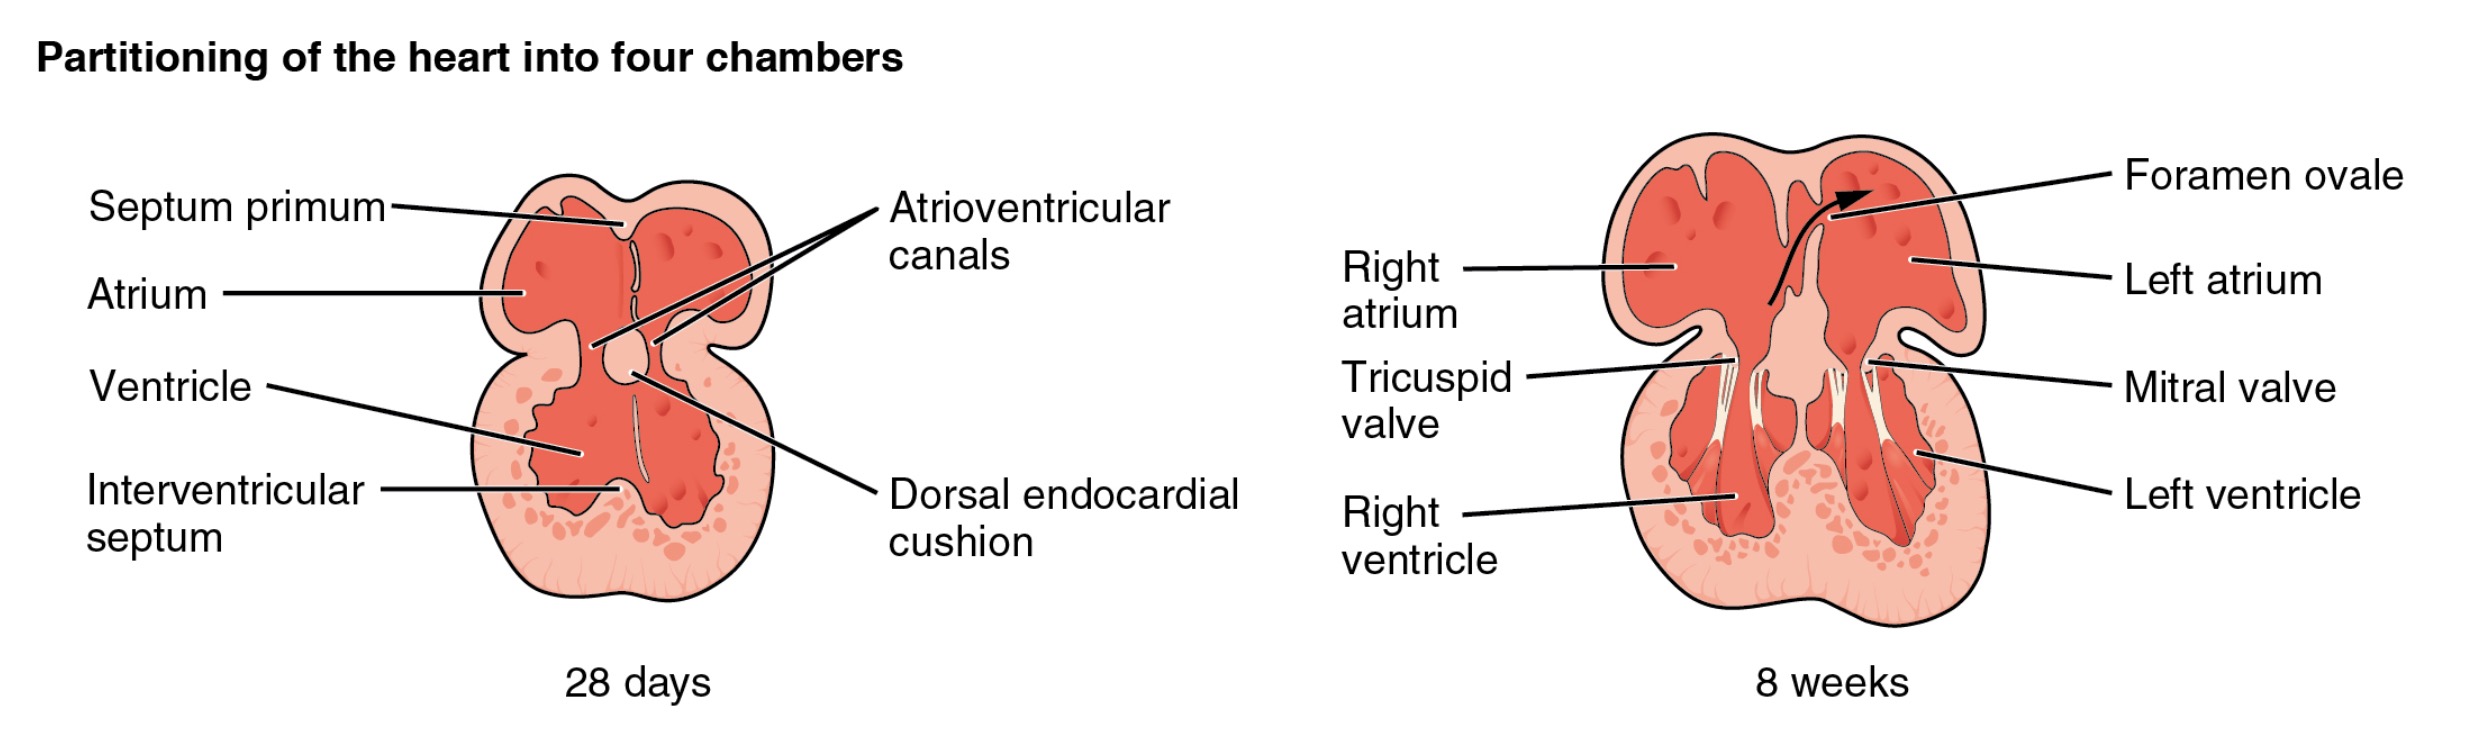 Partitioning of the heart into four chambers
Septum primum
Atrium
Ventricle
Interventricular
septum
Atrioventricular
canals
Dorsal endocardial
cushion
28 days
Right
atrium
Tricuspid
valve
Right
ventricle
Foramen ovale
Left atrium
Mitral valve
Left ventricle
8 weeks